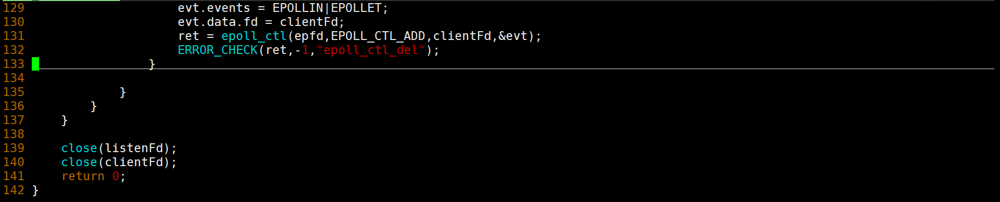 129                     evt.events = EPOLLIN|EPOLLET;
130                     evt.data.fd = clientFd;
131                     ret = epoll_ctl(epfd,EPOLL_CTL_ADD,clientFd,&evt);
132                     ERROR_CHECK(ret,-1,"epoll_ctl_del");
133                 }
134
135             }
136         }
137     }
138
139     close(listenFd);
140     close(clientFd);
141     return 0;
142 }